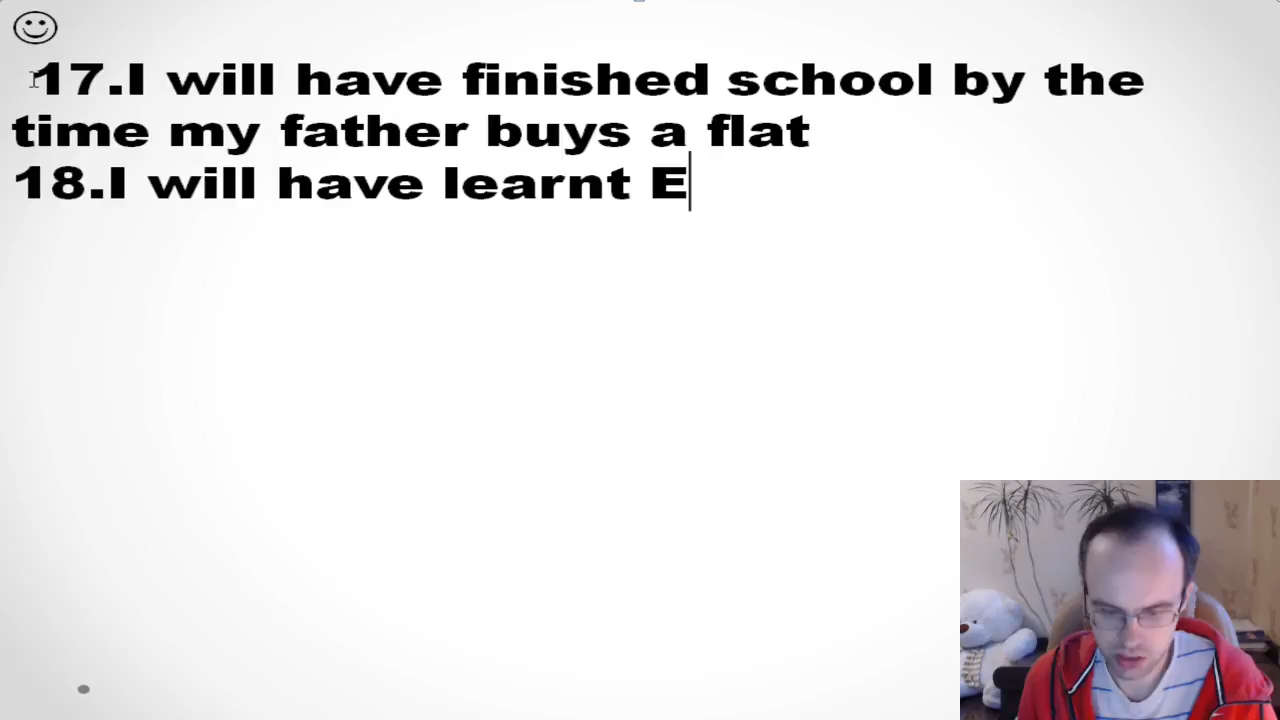 17.I will have finished school by the
time my father buys a flat
18.I will have learnt E